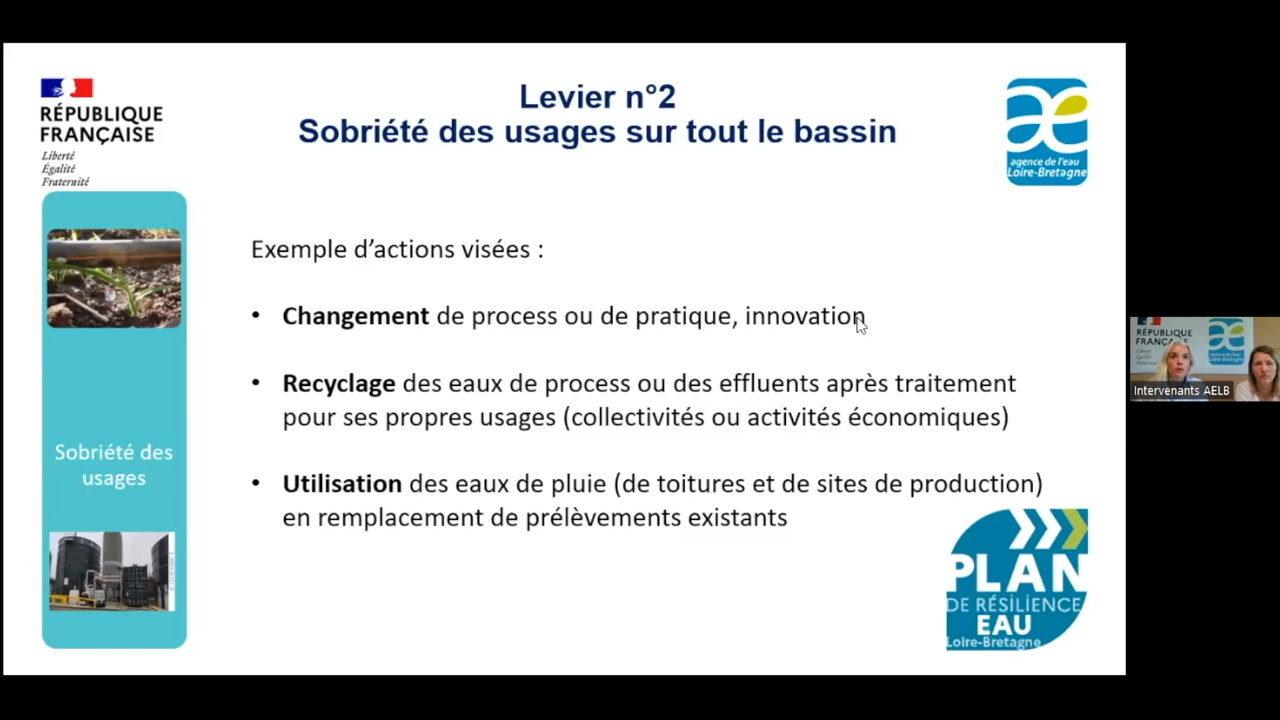 RÉPUBLIQUE
FRANÇAISE
Liberté
Égalité
Fraternité
Levier n°2
Sobriété des usages sur tout le bassin
agence de l'eau
Loire-Bretagne
Sobriété des
usages
Exemple d'actions visées :
• Changement de process ou de pratique, innovation
• Recyclage des eaux de process ou des effluents après traitement
pour ses propres usages (collectivités ou activités économiques)
• Utilisation des eaux de pluie (de toitures et de sites de production)
en remplacement de prélèvements existants
PLAN
DE RÉSILIENCE
EAU
Loire-Bretagne
RÉPUBLIQUE
FRANÇAISE
Intervenants AELB